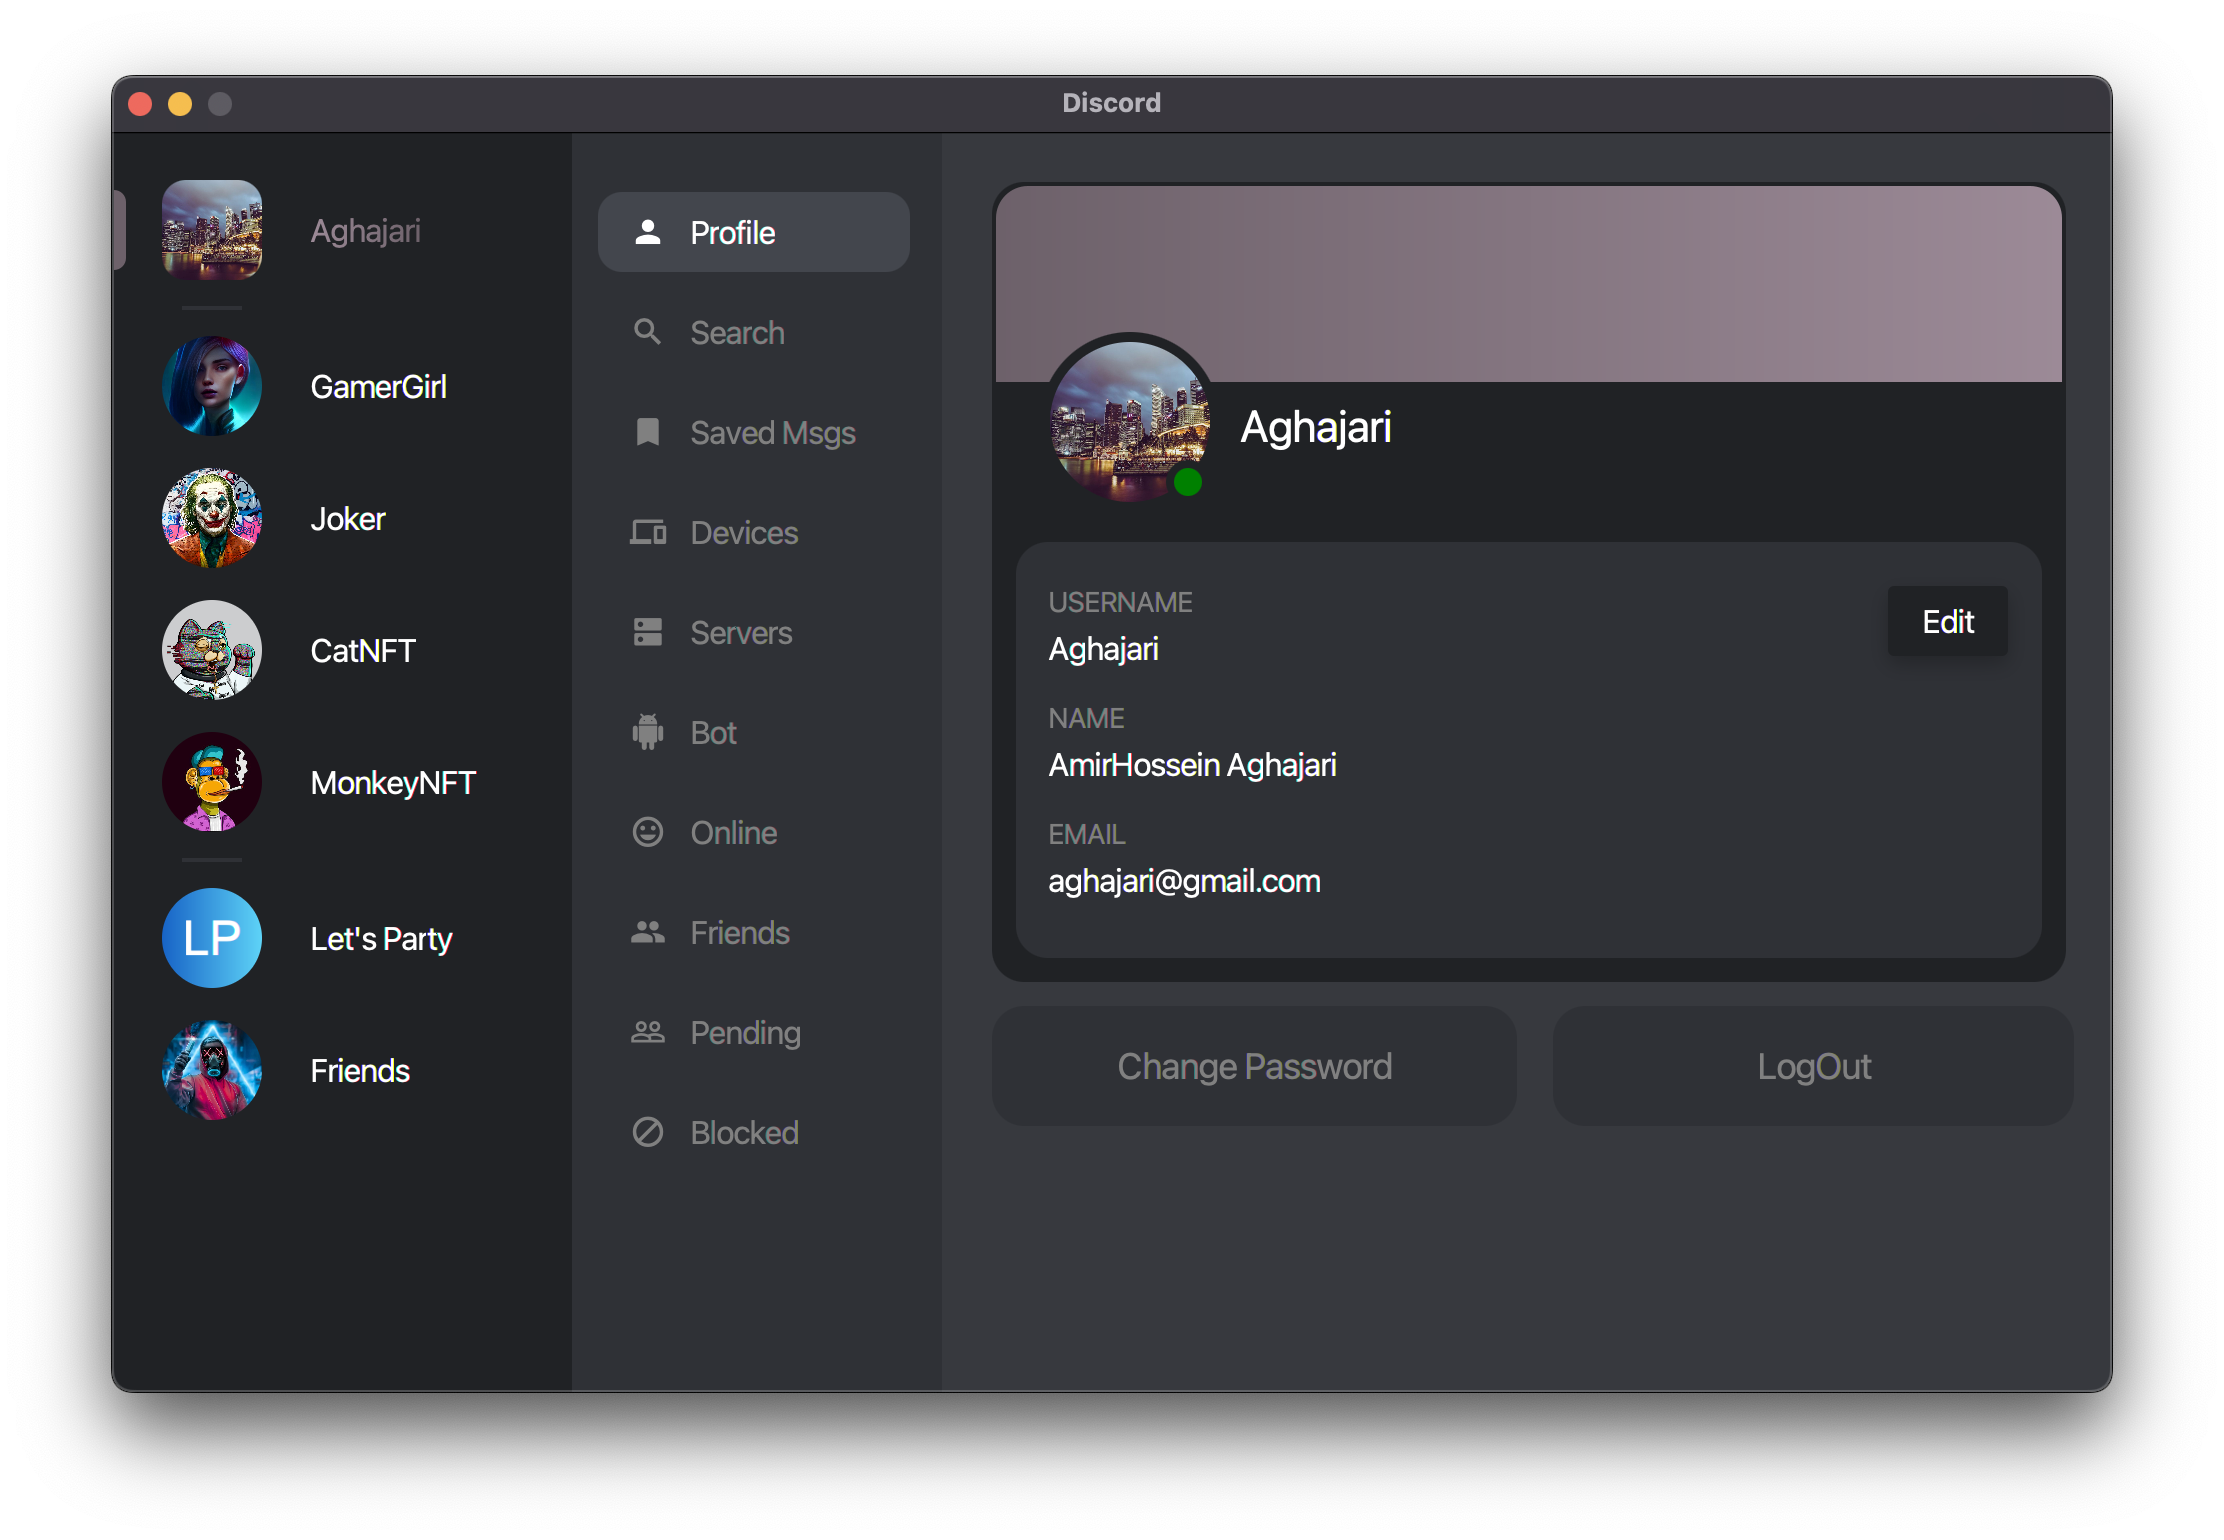 Discord
Aghajari
GamerGirl
Joker
CatNFT
MonkeyNFT
LP
Let's Party
Friends
Profile
Search
Saved Msgs
Devices
Servers
Bot
Online
Friends
Pending
Blocked
Aghajari
USERNAME
Aghajari
Edit
NAME
AmirHossein Aghajari
EMAIL
aghajari@gmail.com
Change Password
LogOut